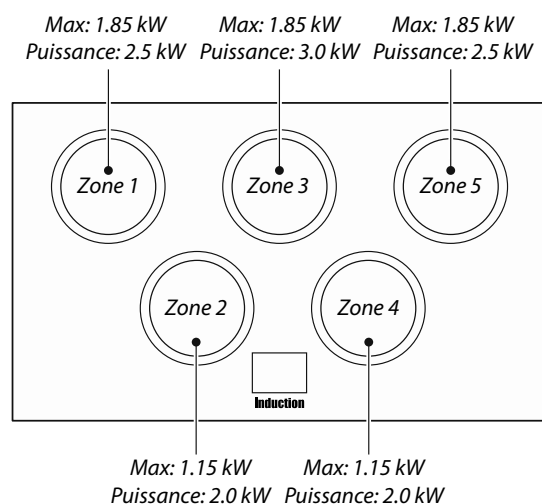 Max: 1.85 kW
Puissance: 2.5 kW
Max: 1.85 kW
Puissance: 3.0 kW
Max: 1.85 kW
Puissance: 2.5 kW
Zone 1
Zone 3
Zone 5
Zone 2
Zone 4
Induction
Max: 1.15 kW
Puissance: 2.0 kW
Max: 1.15 kW
Puissance: 2.0 kW